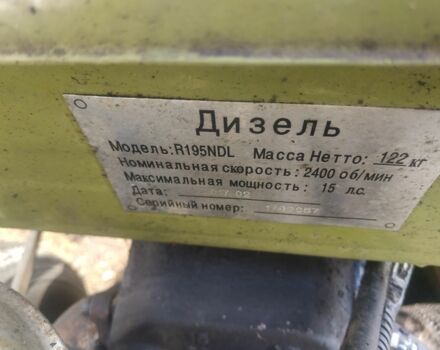 Дизель
Модель: R195NDL Масса Нетто: 122 кг
Номинальная скорость: 2400 об/мин
Максимальная мощность: 15 л.с.
Дата:
Серийный номер: